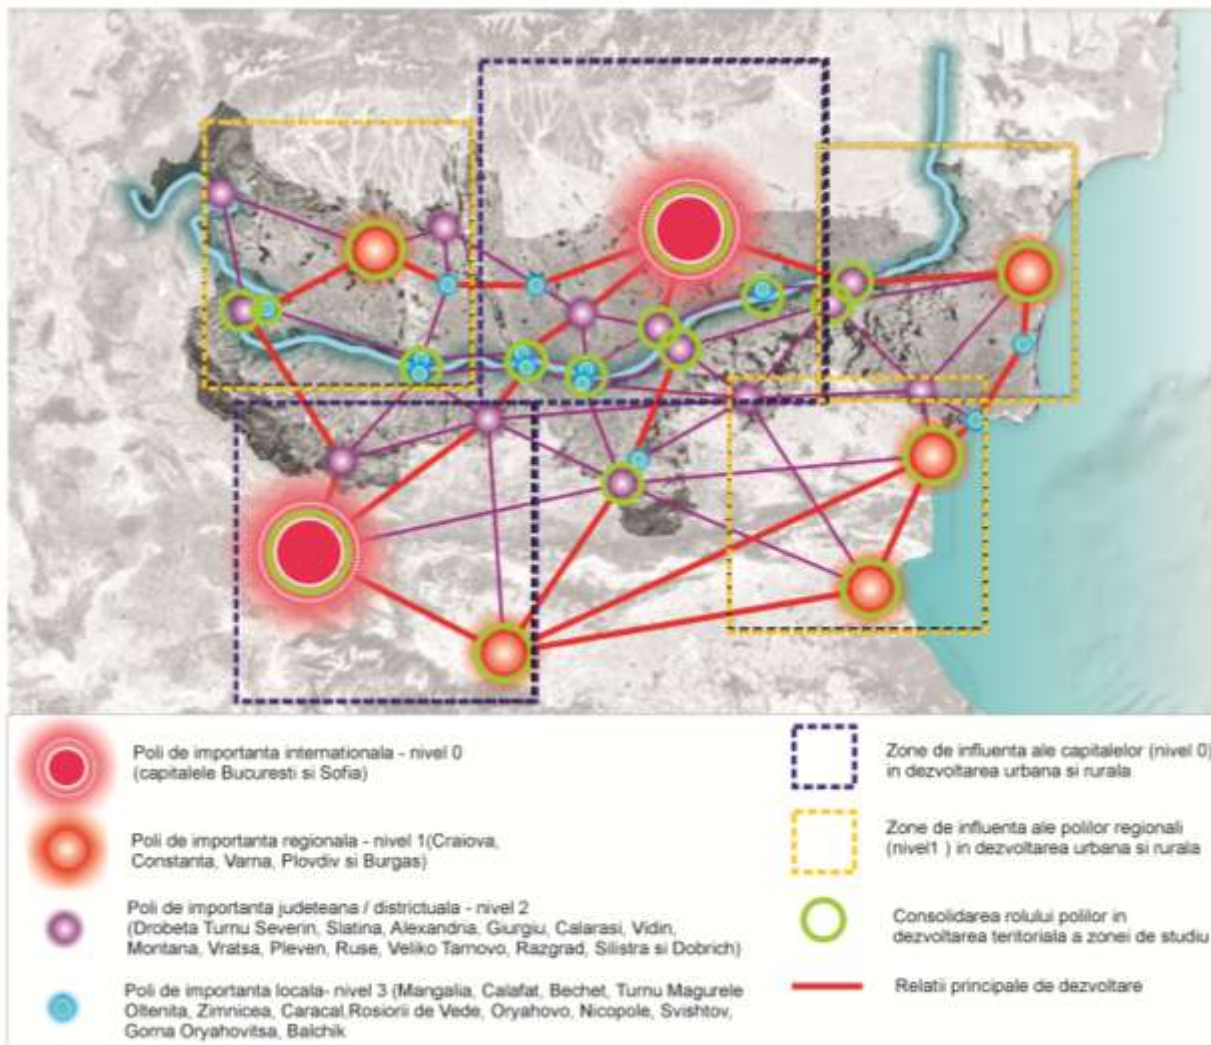 Poli de importanta internationala - nivel 0
(capitalele Bucuresti si Sofia)
Poli de importanta regionala - nivel 1(Craiova,
Constanta, Varna, Plovdiv si Burgas)
Poli de importanta judeteana / districtuala - nivel 2
(Drobeta Turnu Severin, Slatina, Alexandria, Giurgiu, Calarasi, Vidin,
Montana, Vratsa, Pleven, Ruse, Veliko Tarnovo, Razgrad, Silistra si Dobrich)
Poli de importanta locala- nivel 3 (Mangalia, Calafat, Bechet, Turnu Magurele
Oltenita, Zimnicea, Caracal,Rosiorii de Vede, Oryahovo, Nicopole, Svishtov,
Gorna Oryahovitsa, Balchik
Zone de influenta ale capitalelor (nivel 0)
in dezvoltarea urbana si rurala
Zone de influenta ale polilor regionali
(nivel1 ) in dezvoltarea urbana si rurala
Consolidarea rolului polilor in
dezvoltarea teritoriala a zonei de studiu
Relatii principale de dezvoltare